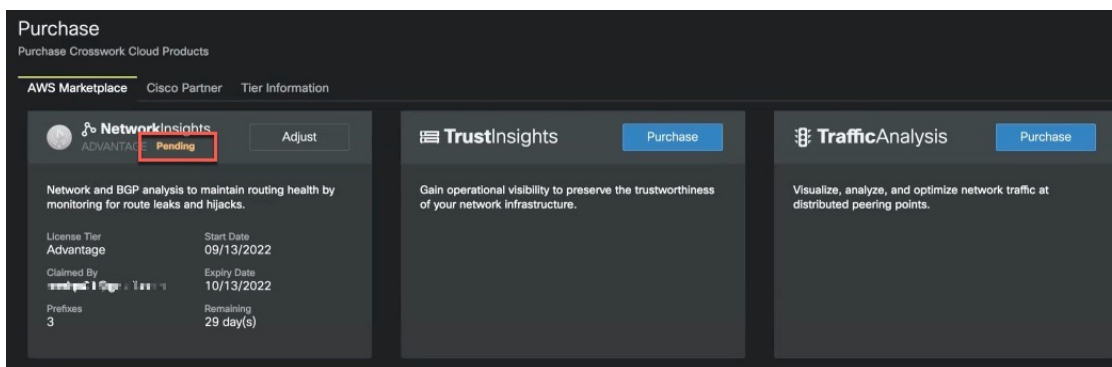 Purchase
Purchase Crosswork Cloud Products
AWS Marketplace Cisco Partner Tier Information
NetworkInsights
ADVANTAGE Pending
Adjust
Network and BGP analysis to maintain routing health by
monitoring for route leaks and hijacks.
License Tier Start Date
Advantage 09/13/2022
Claimed By Expiry Date
10/13/2022
Prefixes Remaining
3 29 day(s)
TrustInsights Purchase
Gain operational visibility to preserve the trustworthiness
of your network infrastructure.
TrafficAnalysis Purchase
Visualize, analyze, and optimize network traffic at
distributed peering points.